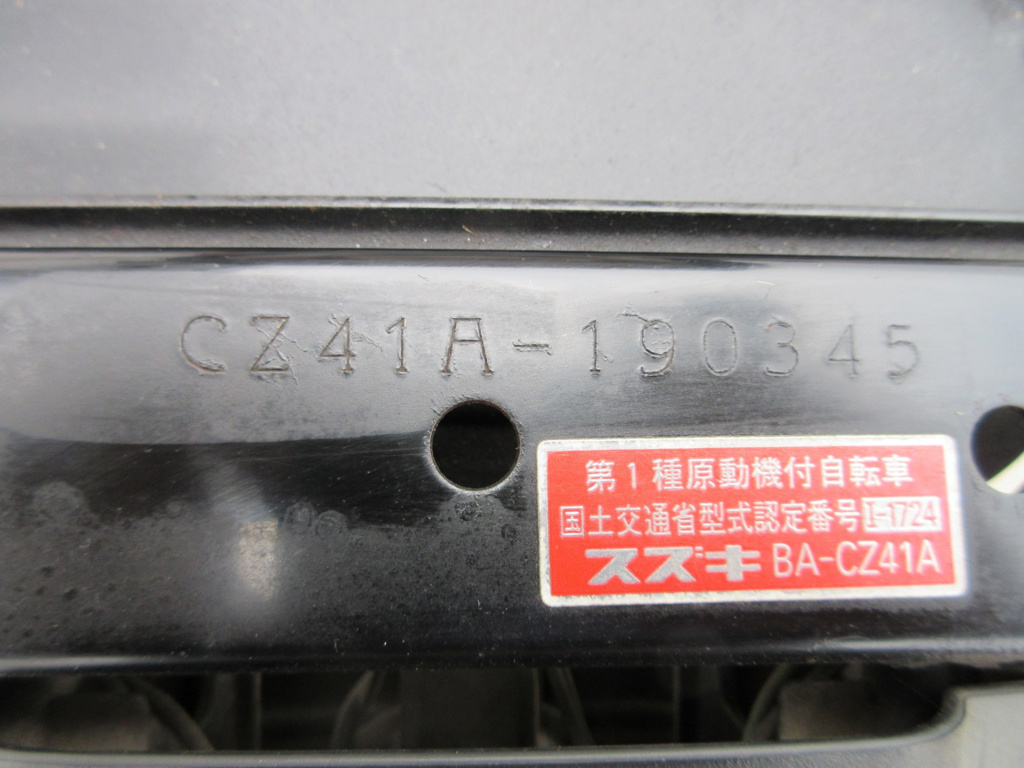 CZ41A-190345
第1種原動機付自転車
国土交通省型式認定番号 I-1724
スズキ BA-CZ41A